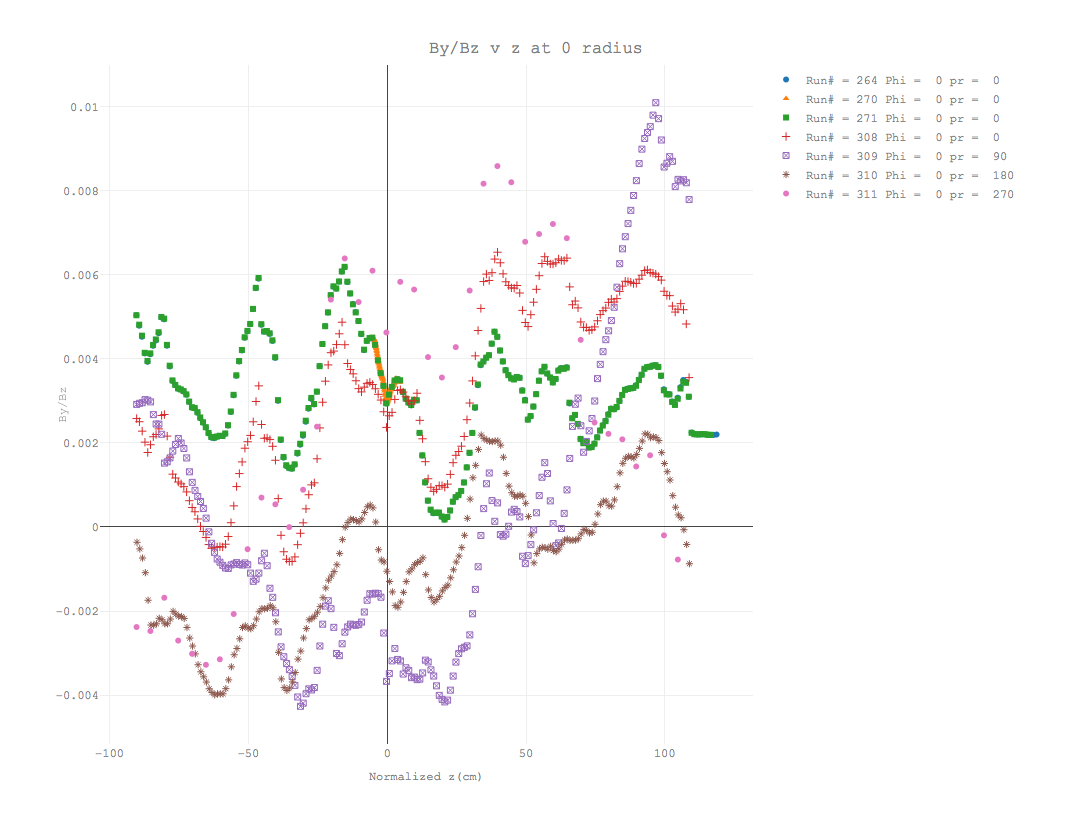 By/Bz v z at 0 radius
Run# = 264 Phi = 0 pr = 0
Run# = 270 Phi = 0 pr = 0
Run# = 271 Phi = 0 pr = 0
Run# = 308 Phi = 0 pr = 0
Run# = 309 Phi = 0 pr = 90
Run# = 310 Phi = 0 pr = 180
Run# = 311 Phi = 0 pr = 270
0.01
0.008
0.006
0.004
0.002
0
−0.002
−0.004
By/Bz
−100
−50
0
50
100
Normalized z(cm)